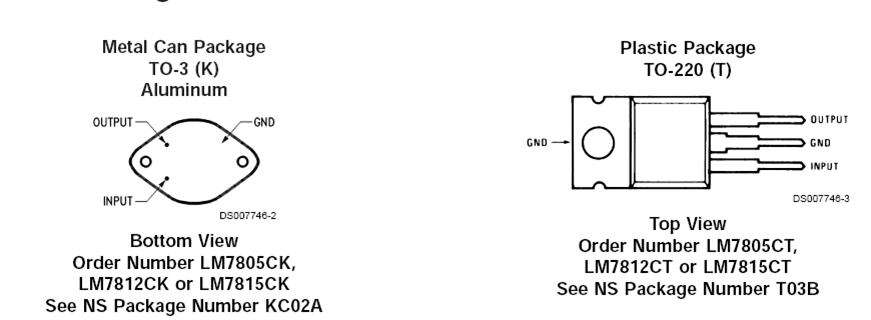 Metal Can Package
TO-3 (K)
Aluminum
OUTPUT
GND
INPUT
DS007746-2
Bottom View
Order Number LM7805CK,
LM7812CK or LM7815CK
See NS Package Number KC02A
Plastic Package
TO-220 (T)
GND
OUTPUT
GND
INPUT
DS007746-3
Top View
Order Number LM7805CT,
LM7812CT or LM7815CT
See NS Package Number T03B